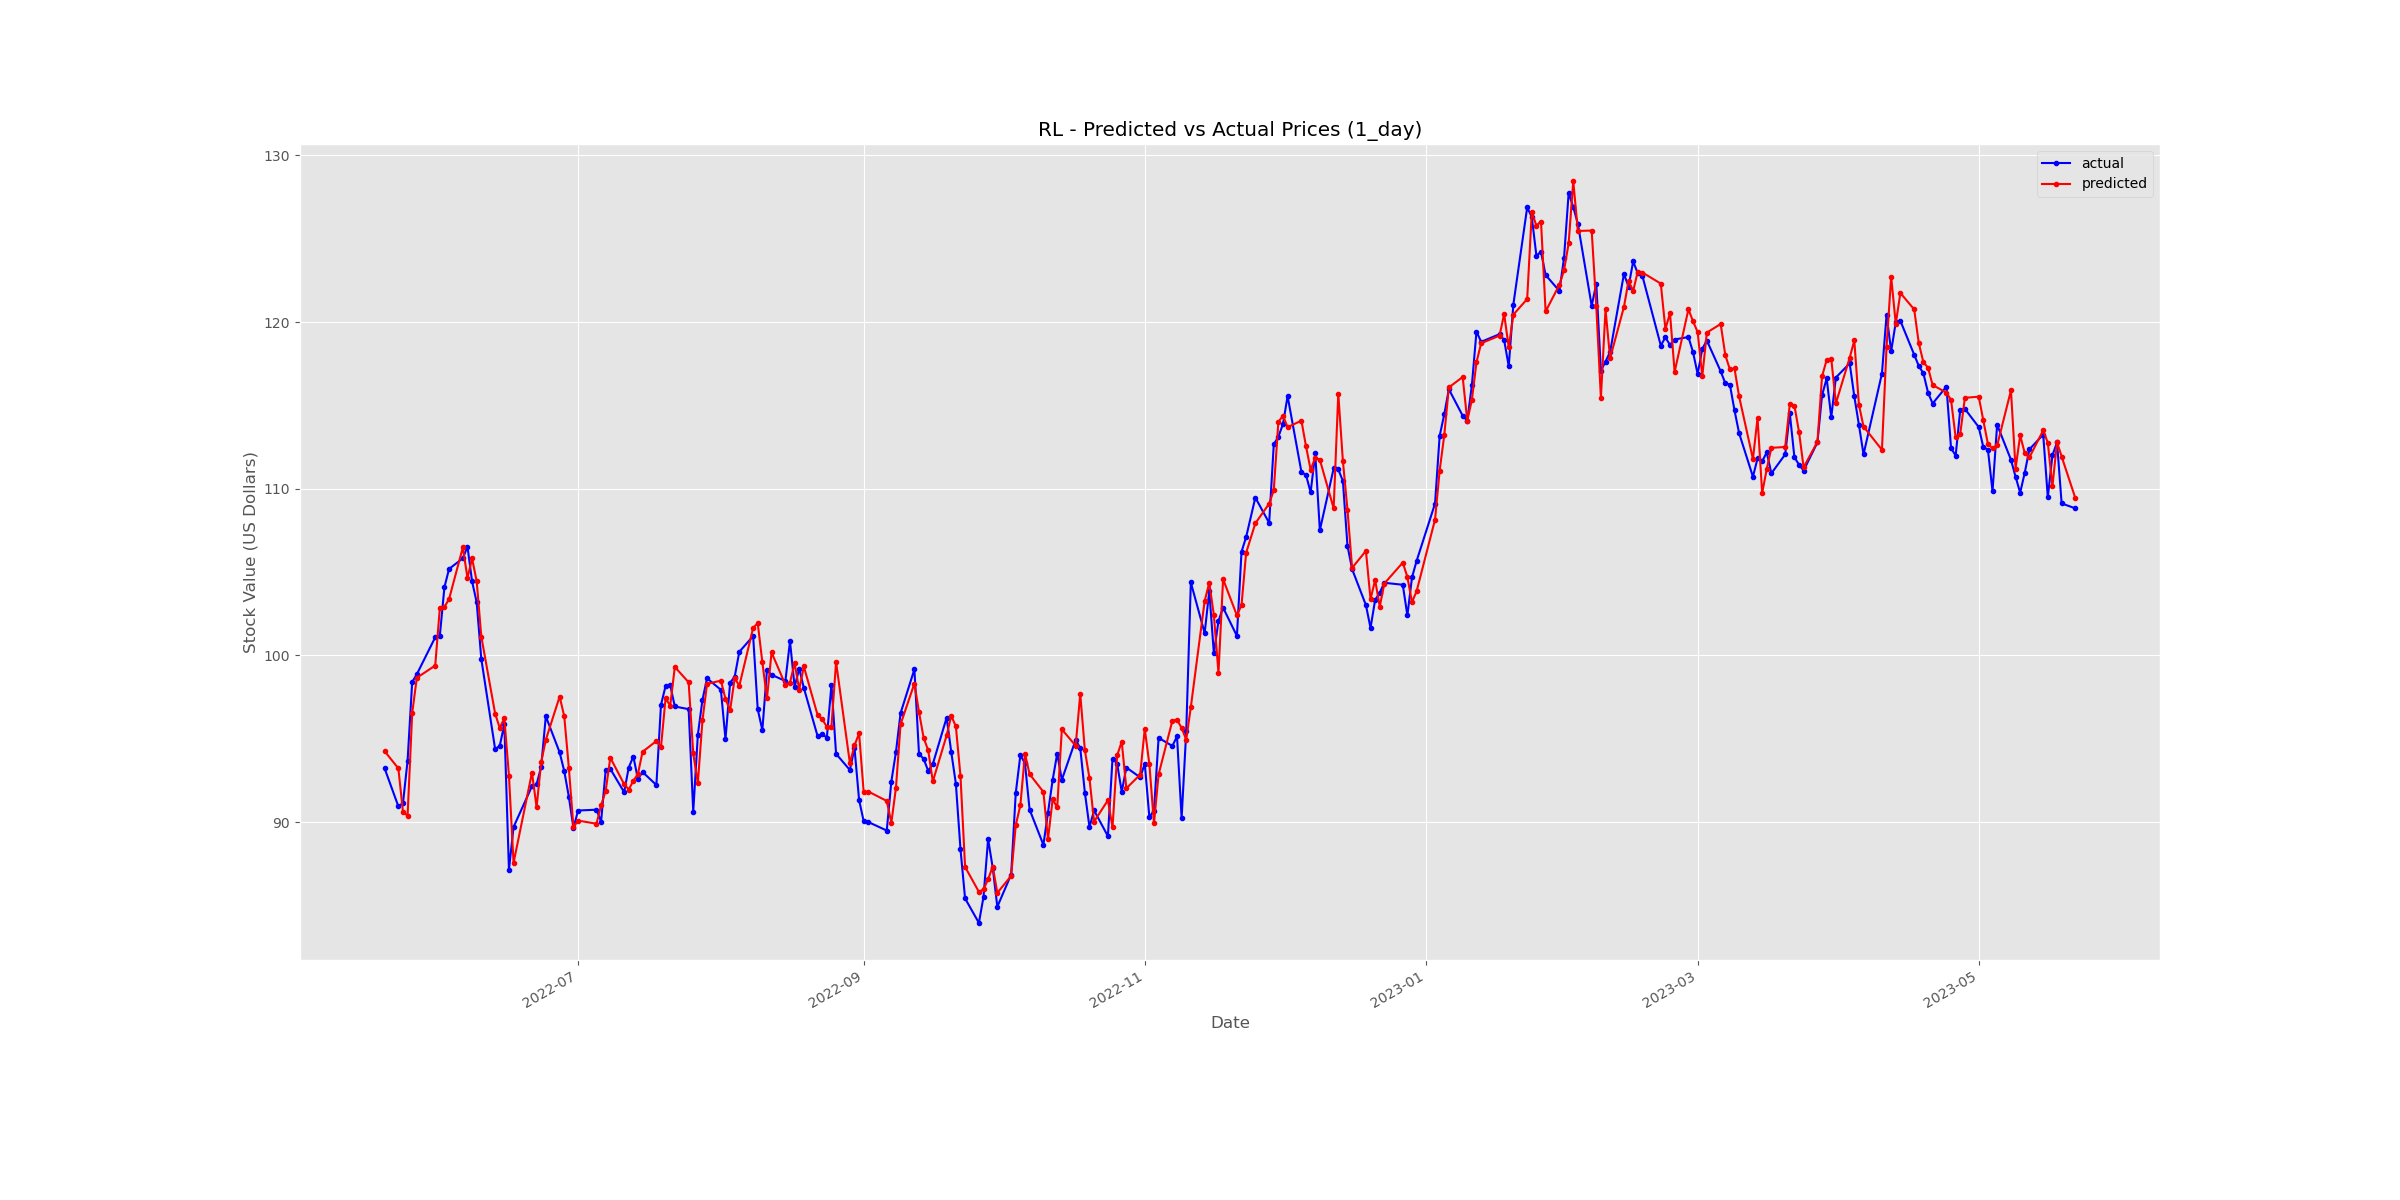 RL - Predicted vs Actual Prices (1_day)
actual
predicted
Stock Value (US Dollars)
130
120
110
100
90
2022-07
2022-09
2022-11
2023-01
2023-03
2023-05
Date